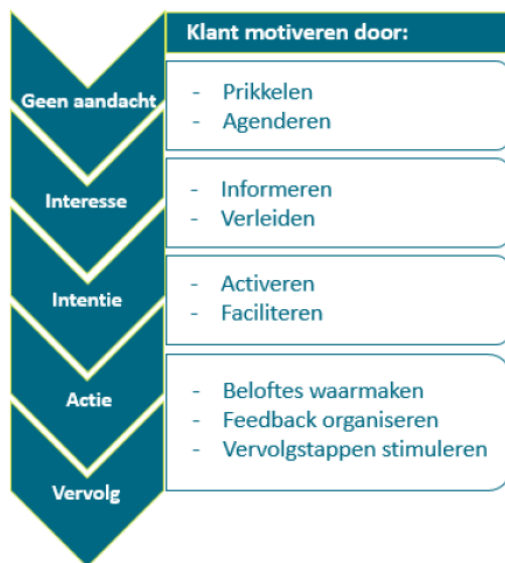 Klant motiveren door:
Geen aandacht
- Prikkelen
- Agenderen
Interesse
- Informeren
- Verleiden
Intentie
- Activeren
- Faciliteren
Actie
- Beloftes waarmaken
- Feedback organiseren
- Vervolgstappen stimuleren
Vervolg